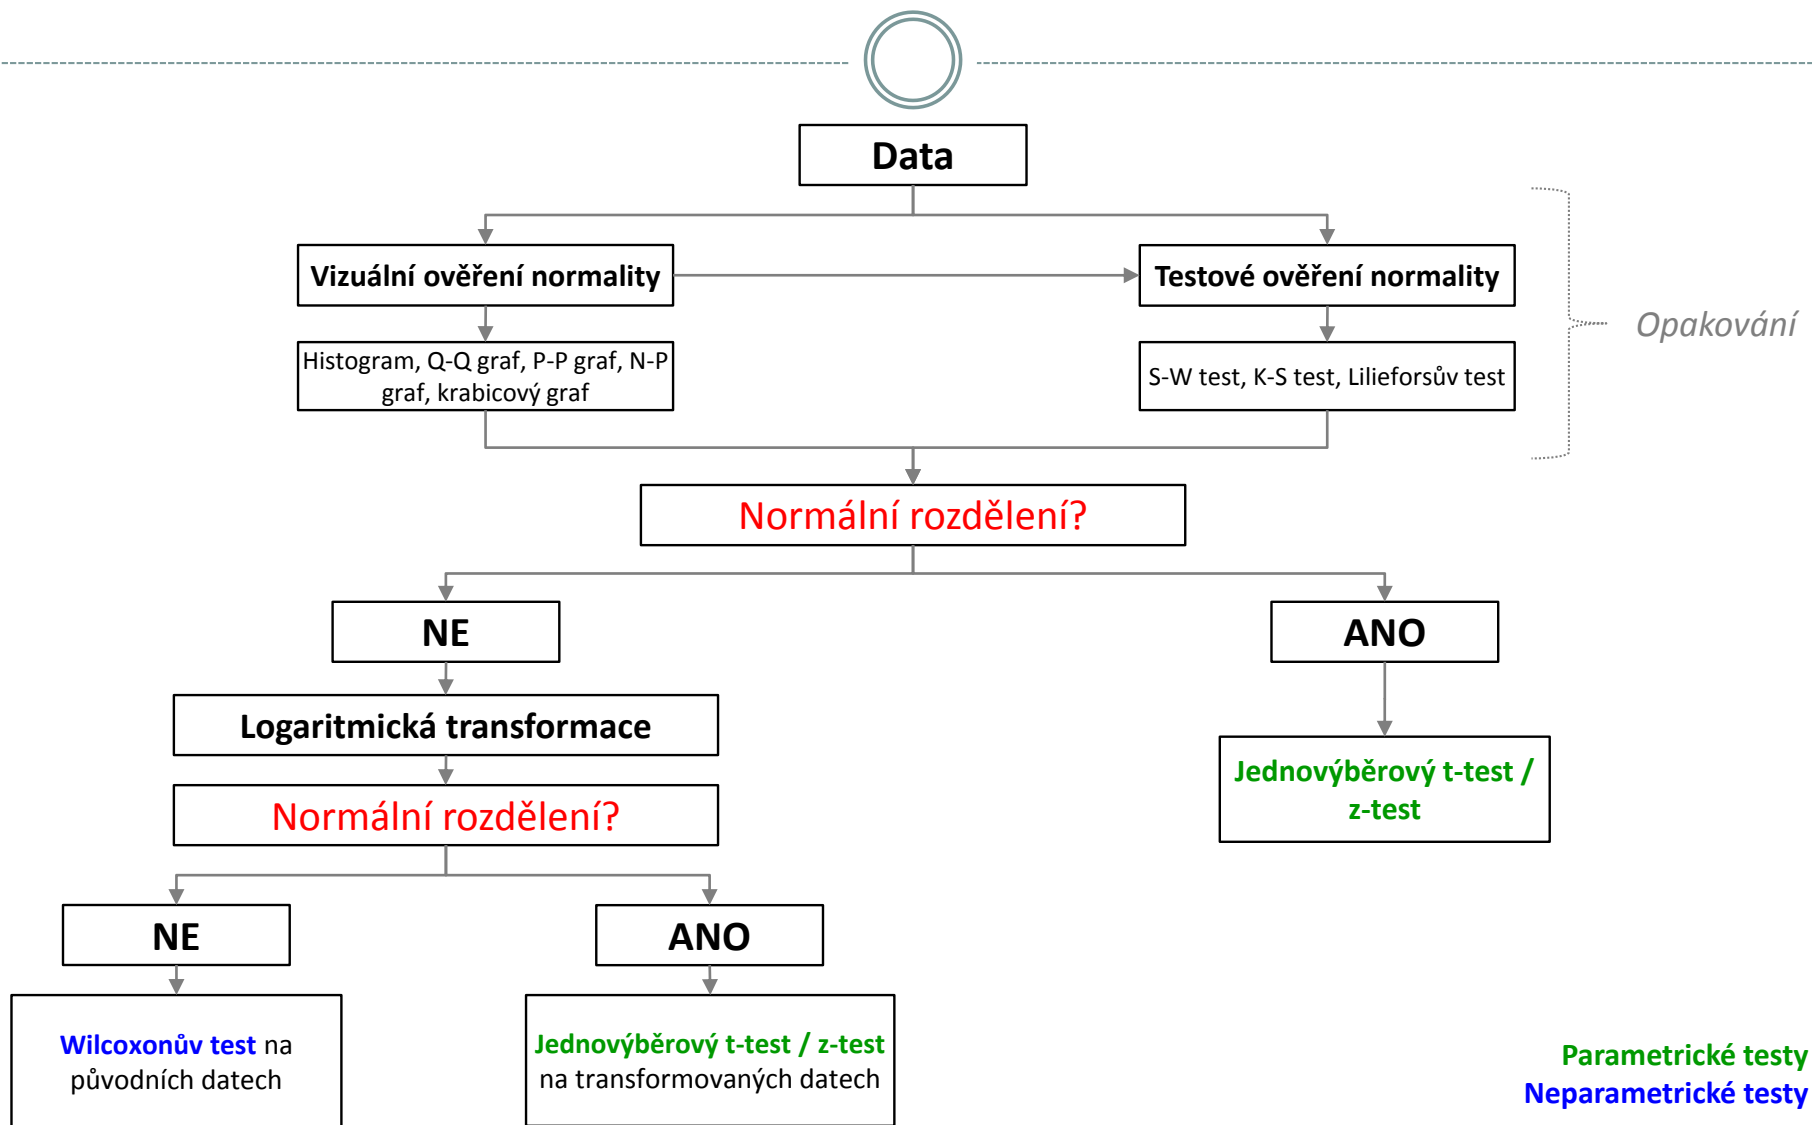 Data
Vizuální ověření normality
Testové ověření normality
Opakování
Histogram, Q-Q graf, P-P graf, N-P
graf, krabicový graf
S-W test, K-S test, Lilieforsův test
Normální rozdělení?
NE
ANO
Logaritmická transformace
Jednovýběrový t-test /
z-test
Normální rozdělení?
NE
ANO
Wilcoxonův test na
původních datech
Jednovýběrový t-test / z-test
na transformovaných datech
Parametrické testy
Neparametrické testy